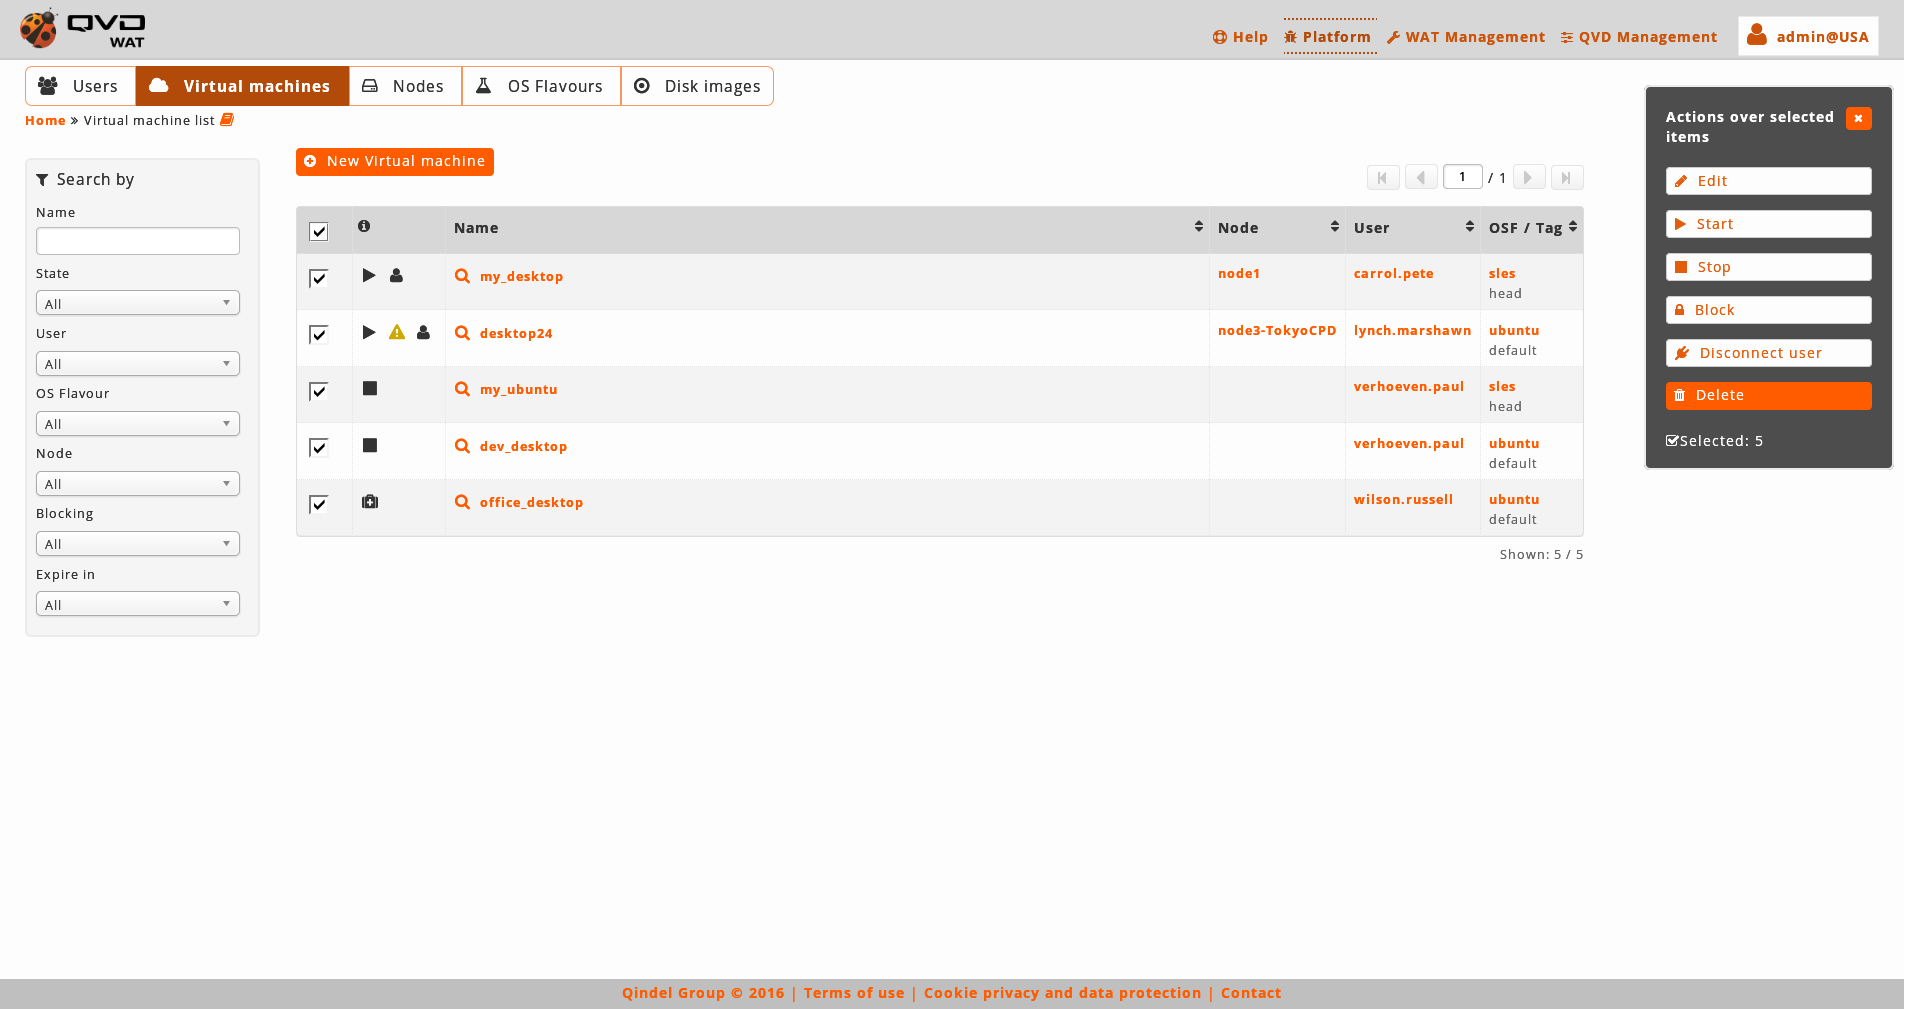 QVD
WAT
Help Platform WAT Management QVD Management admin@USA
Users Virtual machines Nodes OS Flavours Disk images
Home » Virtual machine list
Search by
Name
State
All
User
All
OS Flavour
All
Node
All
Blocking
All
Expire in
All
New Virtual machine
1 / 1
Name Node User OSF / Tag
my_desktop node1 carrol.pete sles
head
desktop24 node3-TokyoCPD lynch.marshawn ubuntu
default
my_ubuntu verhoeven.paul sles
head
dev_desktop verhoeven.paul ubuntu
default
office_desktop wilson.russell ubuntu
default
Shown: 5 / 5
Actions over selected
items
Edit
Start
Stop
Block
Disconnect user
Delete
Selected: 5
Qindel Group © 2016 | Terms of use | Cookie privacy and data protection | Contact